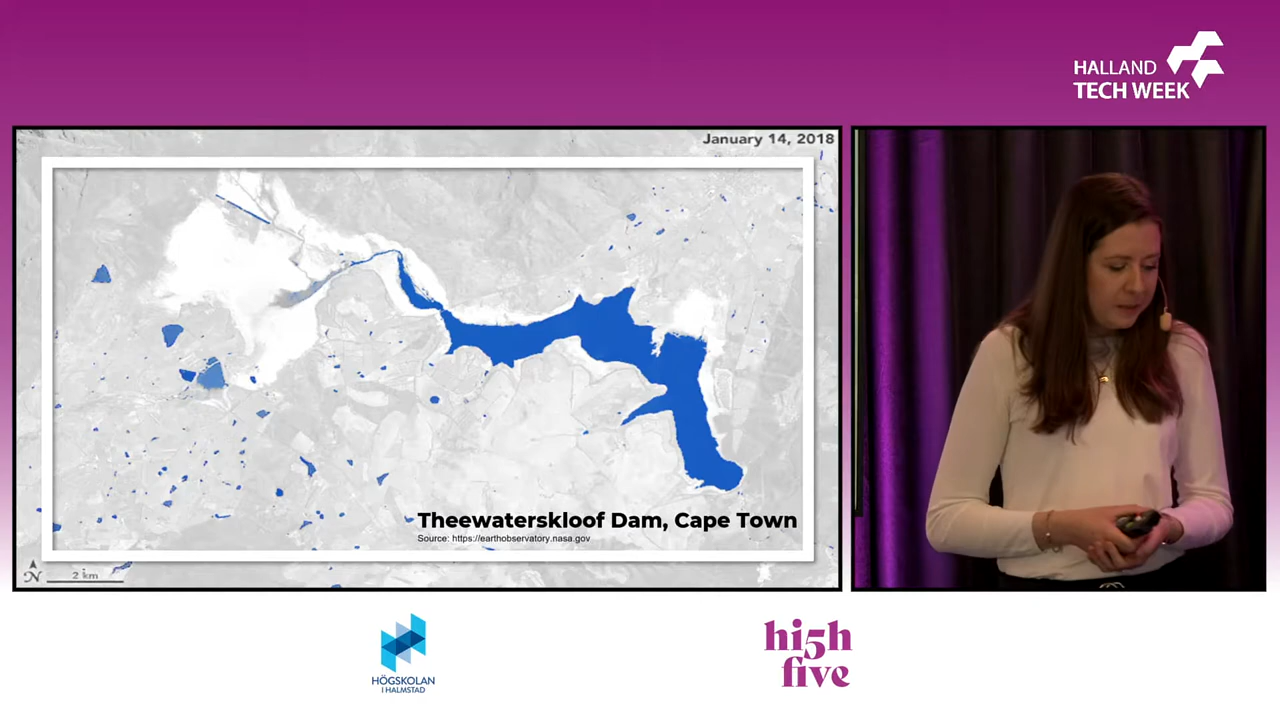 HALLAND
TECH WEEK
January 14, 2018
Theewaterskloof Dam, Cape Town
Source: https://earthobservatory.nasa.gov
N
2 km
HÖGSKOLAN
I HALMSTAD
hi5h
five